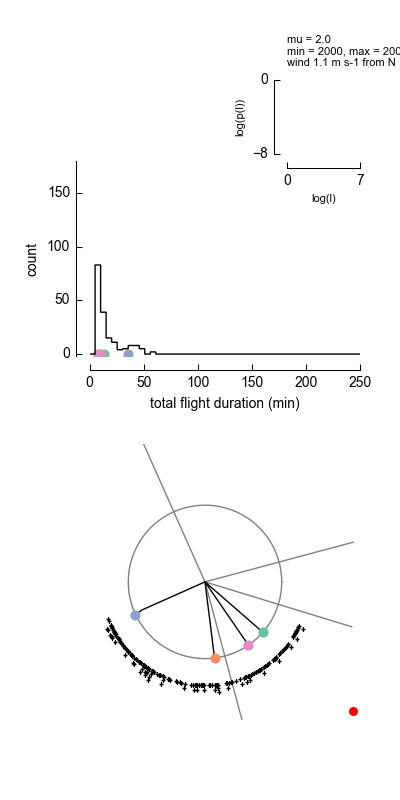 mu = 2.0
min = 2000, max = 200
wind 1.1 m s-1 from N
0
log(p(l))
−8
0 7
log(l)
150
100
50
0
count
0 50 100 150 200 250
total flight duration (min)